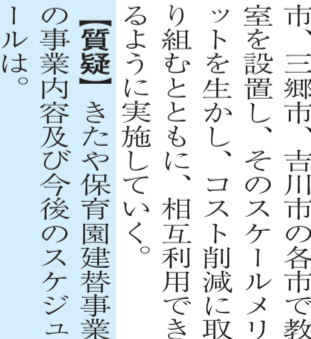 市、三郷市、吉川市の各市で教
室を設置し、そのスケールメリ
ットを生かし、コスト削減に取
り組むとともに、相互利用でき
るように実施していく。
【質疑】きたや保育園建替事業
の事業内容及び今後のスケジュ
ールは。